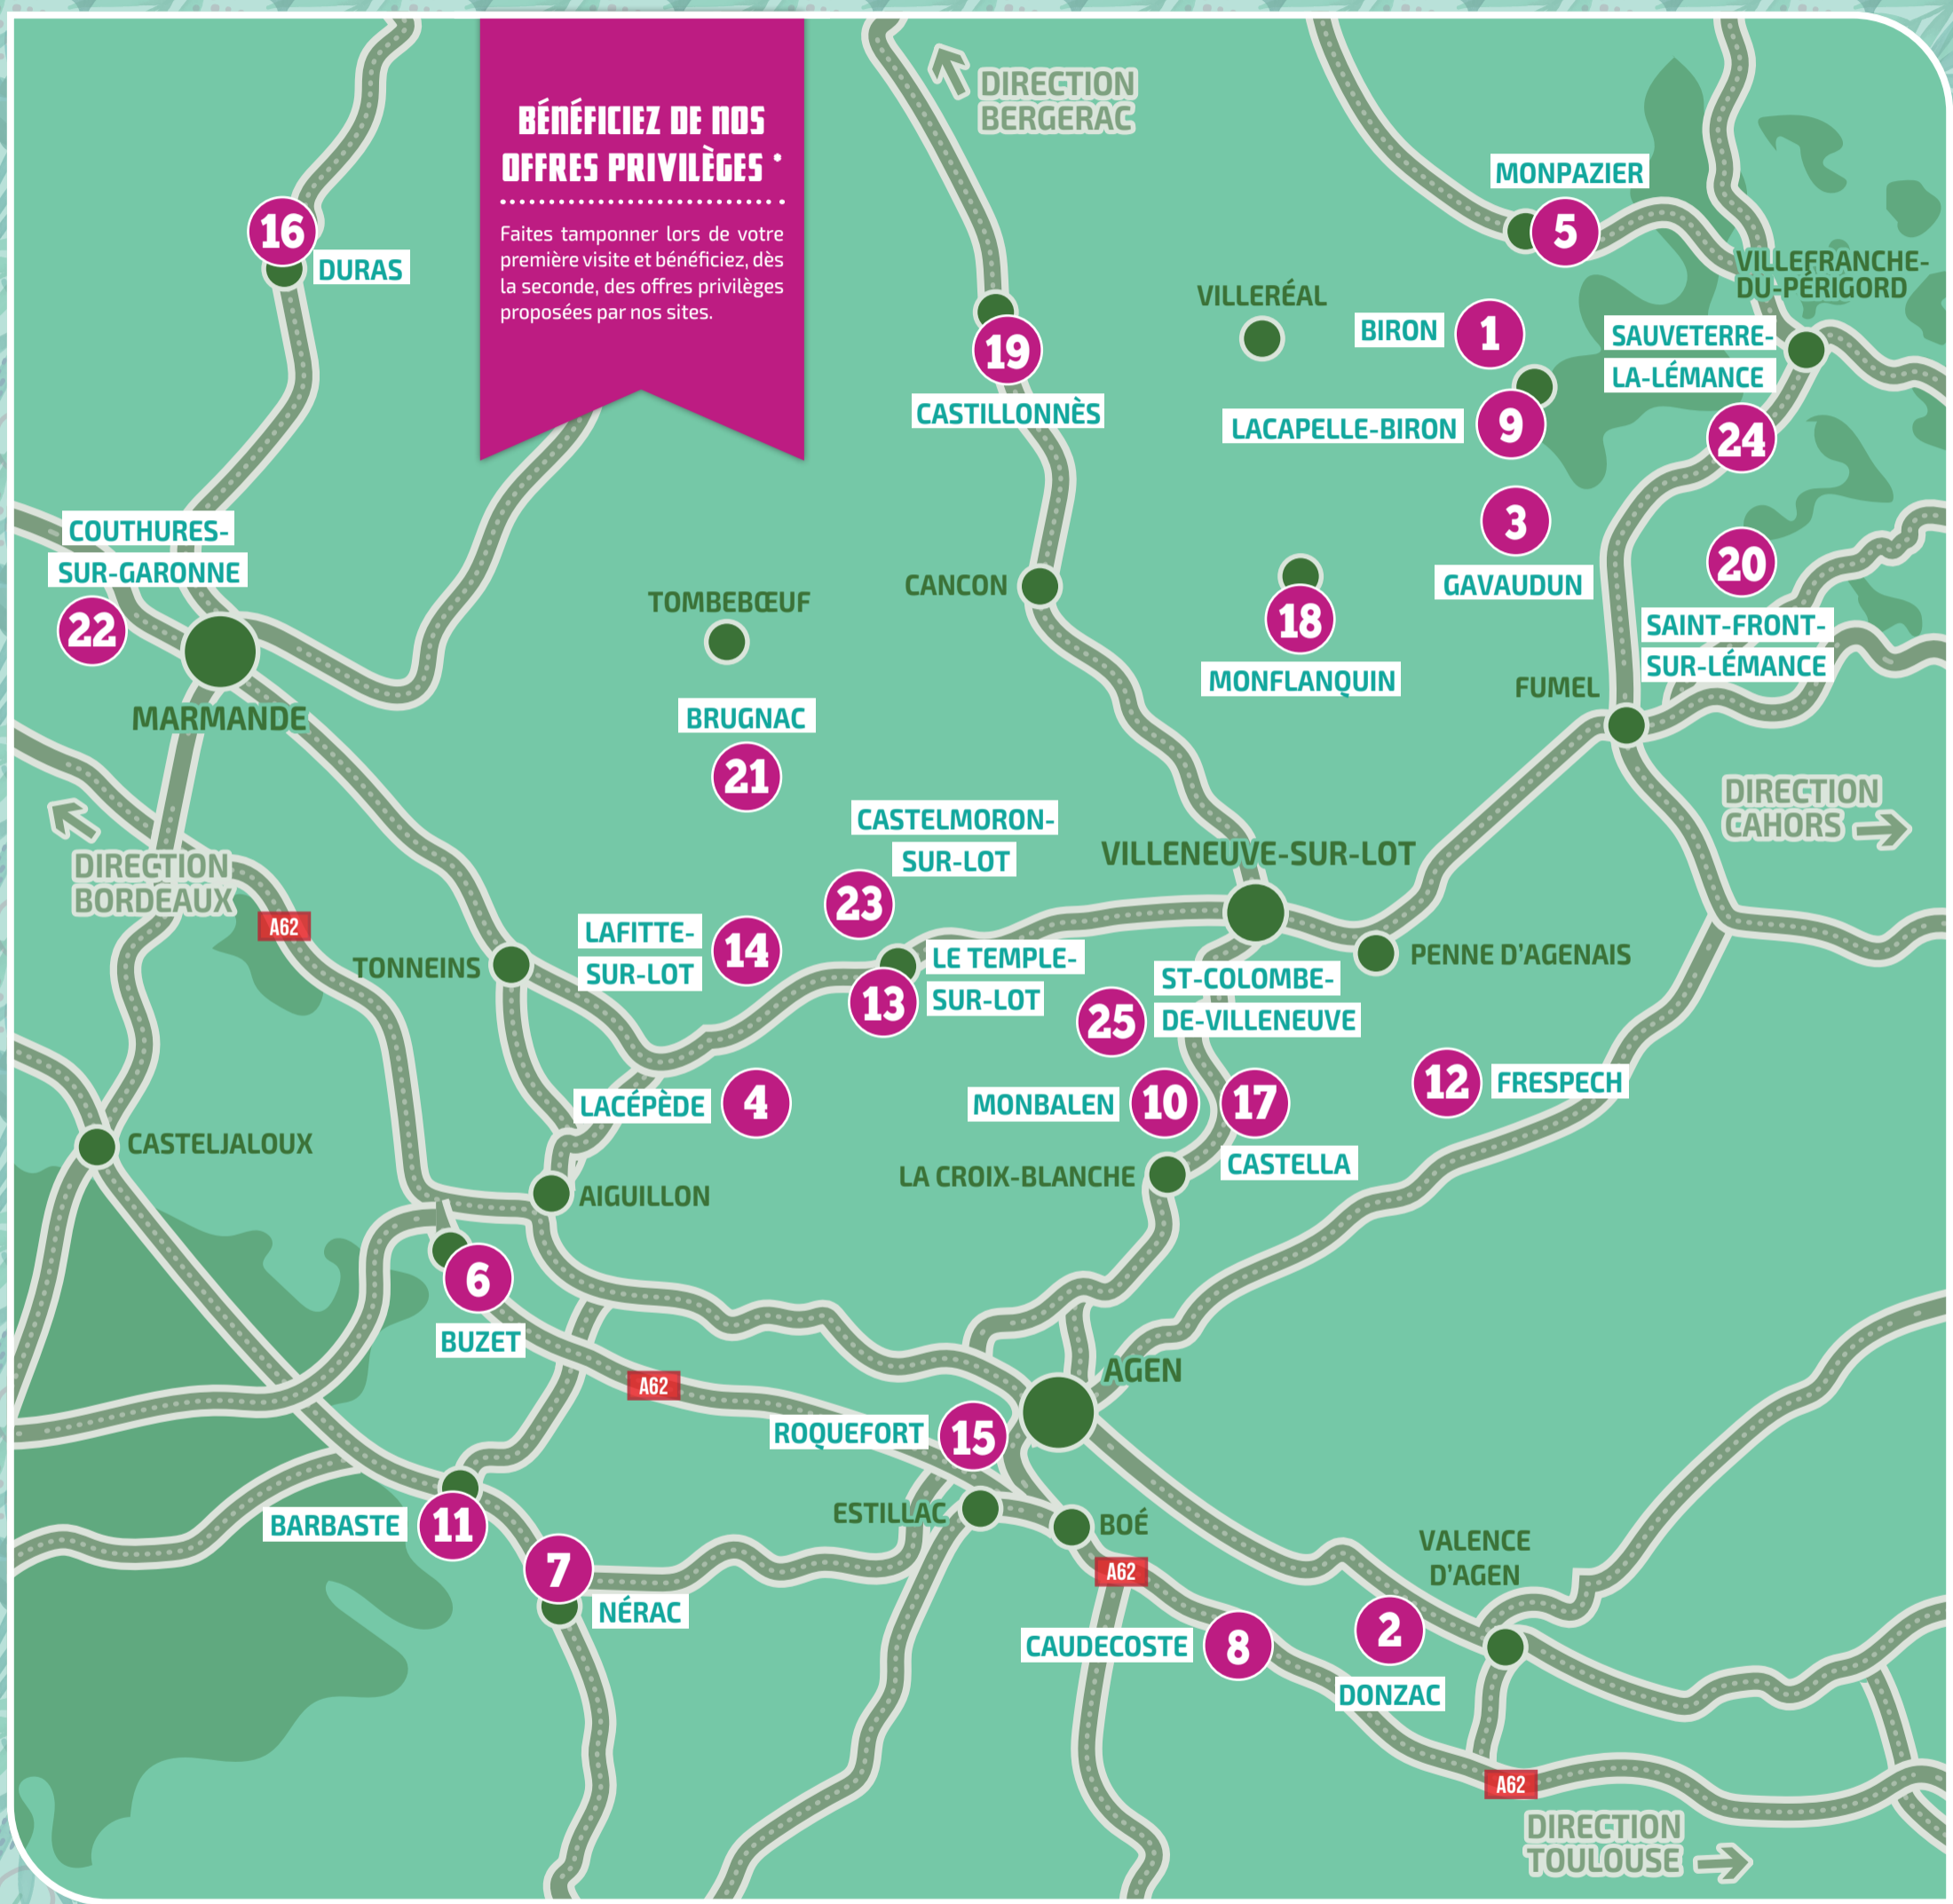 BÉNÉFICIEZ DE NOS
OFFRES PRIVILÈGES *
Faites tamponner lors de votre
première visite et bénéficiez, dès
la seconde, des offres privilèges
proposées par nos sites.
DIRECTION
BERGERAC
MONPAZIER
5
16
DURAS
VILLEFRANCHE-
DU-PÉRIGORD
VILLERÉAL
BIRON
1
SAUVETERRE-
LA-LÉMANCE
24
19
CASTILLONNÈS
LACAPELLE-BIRON
9
COUTHURES-
SUR-GARONNE
22
3
GAVAUDUN
20
SAINT-FRONT-
SUR-LÉMANCE
CANCON
TOMBEBŒUF
18
MONFLANQUIN
FUMEL
MARMANDE
BRUGNAC
21
DIRECTION
CAHORS
CASTELMORON-
SUR-LOT
23
VILLENEUVE-SUR-LOT
DIRECTION
BORDEAUX
A62
LAFITTE-
SUR-LOT
14
TONNEINS
LE TEMPLE-
SUR-LOT
13
PENNE D'AGENAIS
ST-COLOMBE-
DE-VILLENEUVE
25
LACÉPÈDE
4
MONBALEN
10
17
CASTELLA
12
FRESPECH
CASTELJALOUX
AIGUILLON
LA CROIX-BLANCHE
6
BUZET
A62
AGEN
ROQUEFORT
15
BARBASTE
11
ESTILLAC
BOÉ
7
NÉRAC
A62
VALENCE
D'AGEN
CAUDECOSTE
8
2
DONZAC
A62
DIRECTION
TOULOUSE